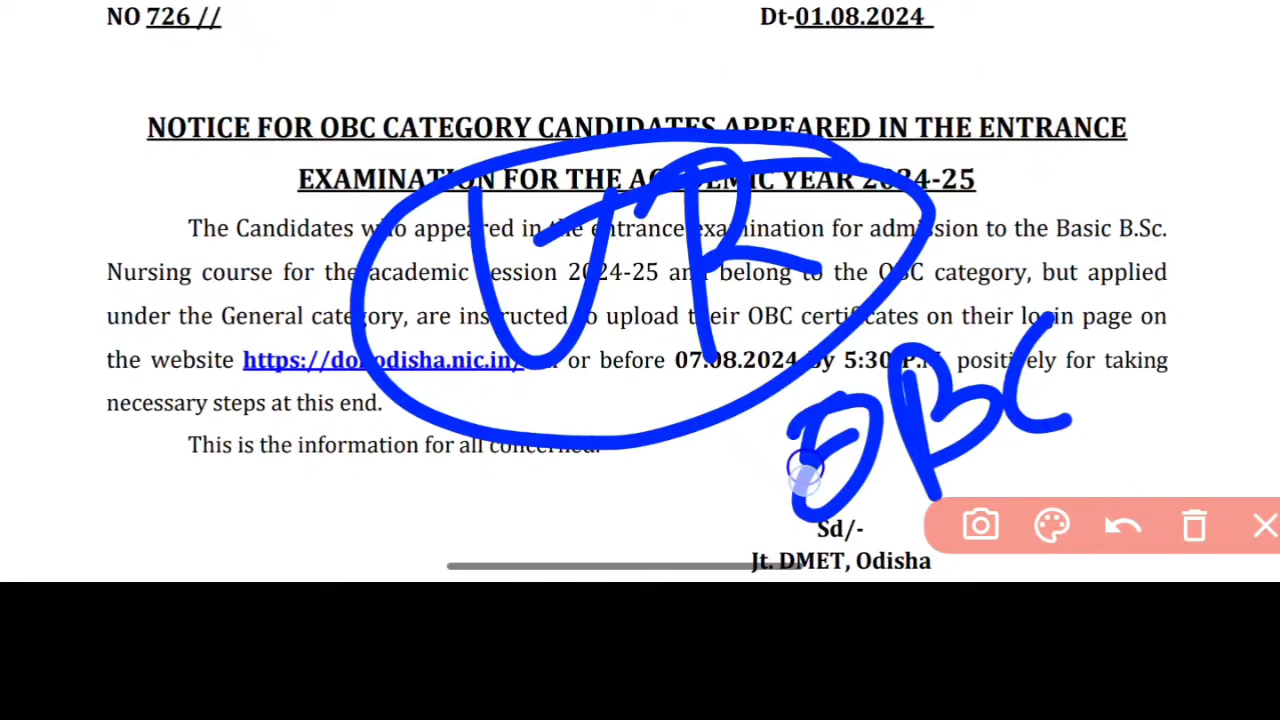 NO 726 // Dt-01.08.2024
NOTICE FOR OBC CATEGORY CANDIDATES APPEARED IN THE ENTRANCE
EXAMINATION FOR THE ACADEMIC YEAR 2024-25
The Candidates who appeared in the entrance examination for admission to the Basic B.Sc.
Nursing course for the academic session 2024-25 and belong to the OBC category, but applied
under the General category, are instructed to upload their OBC certificates on their login page on
the website or before 07.08.2024 by 5:30 P.M. positively for taking
necessary steps at this end.
This is the information for all concerned.
UR
OBC
Sd/-
Jt. DMET, Odisha